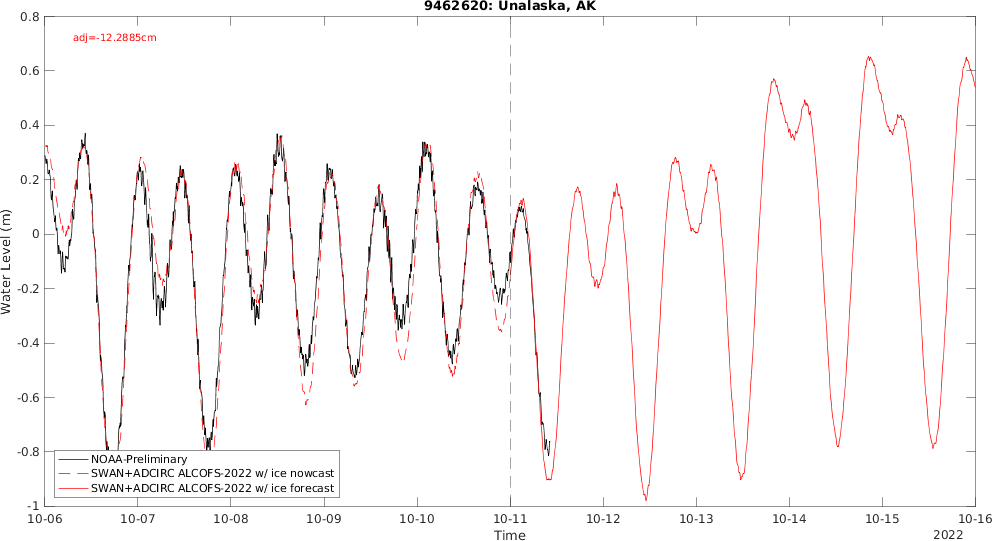 9462620: Unalaska, AK
adj=-12.2885cm
Water Level (m)
0.8
0.6
0.4
0.2
0
-0.2
-0.4
-0.6
-0.8
-1
NOAA-Preliminary
SWAN+ADCIRC ALCOFS-2022 w/ ice nowcast
SWAN+ADCIRC ALCOFS-2022 w/ ice forecast
10-06 10-07 10-08 10-09 10-10 10-11 10-12 10-13 10-14 10-15 10-16
Time
2022